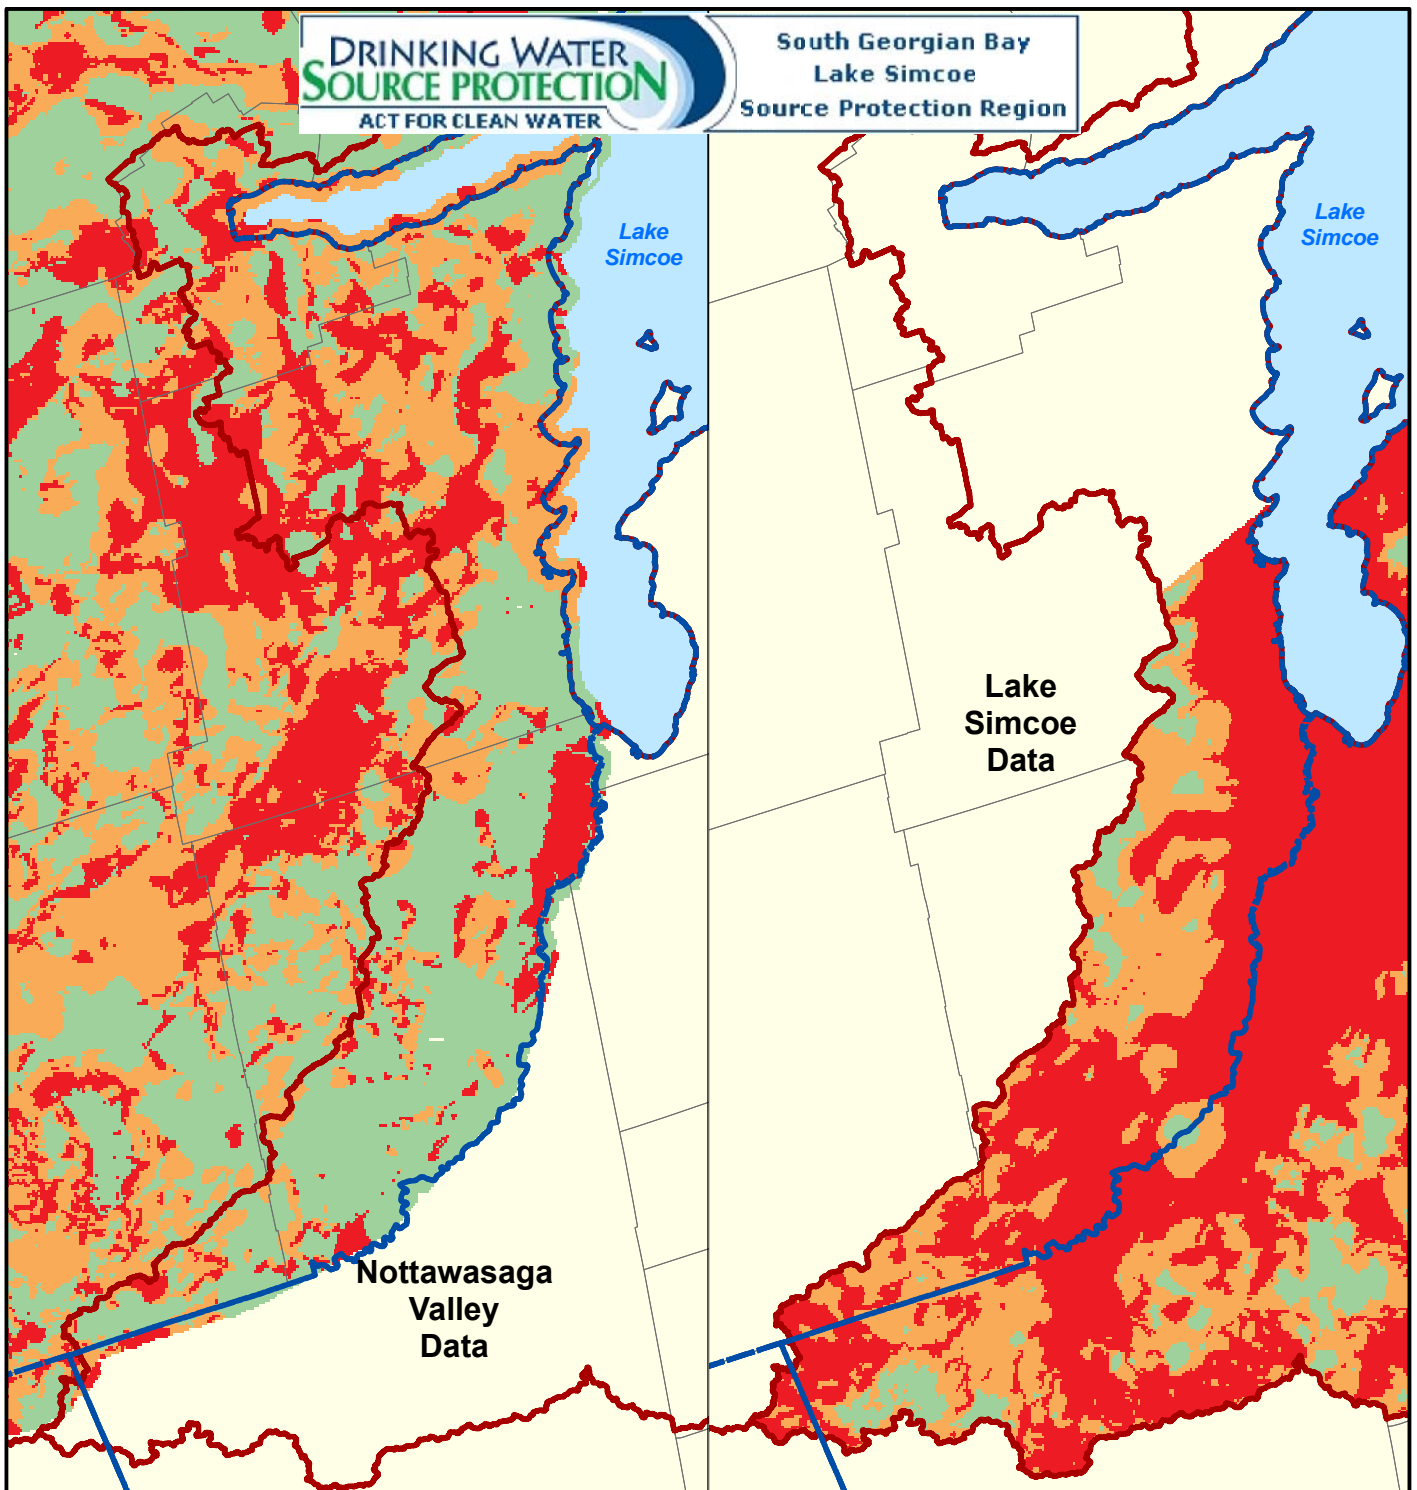 DRINKING WATER
SOURCE PROTECTION
ACT FOR CLEAN WATER
South Georgian Bay
Lake Simcoe
Source Protection Region
Lake
Simcoe
Lake
Simcoe
Lake
Simcoe
Data
Nottawasaga
Valley
Data